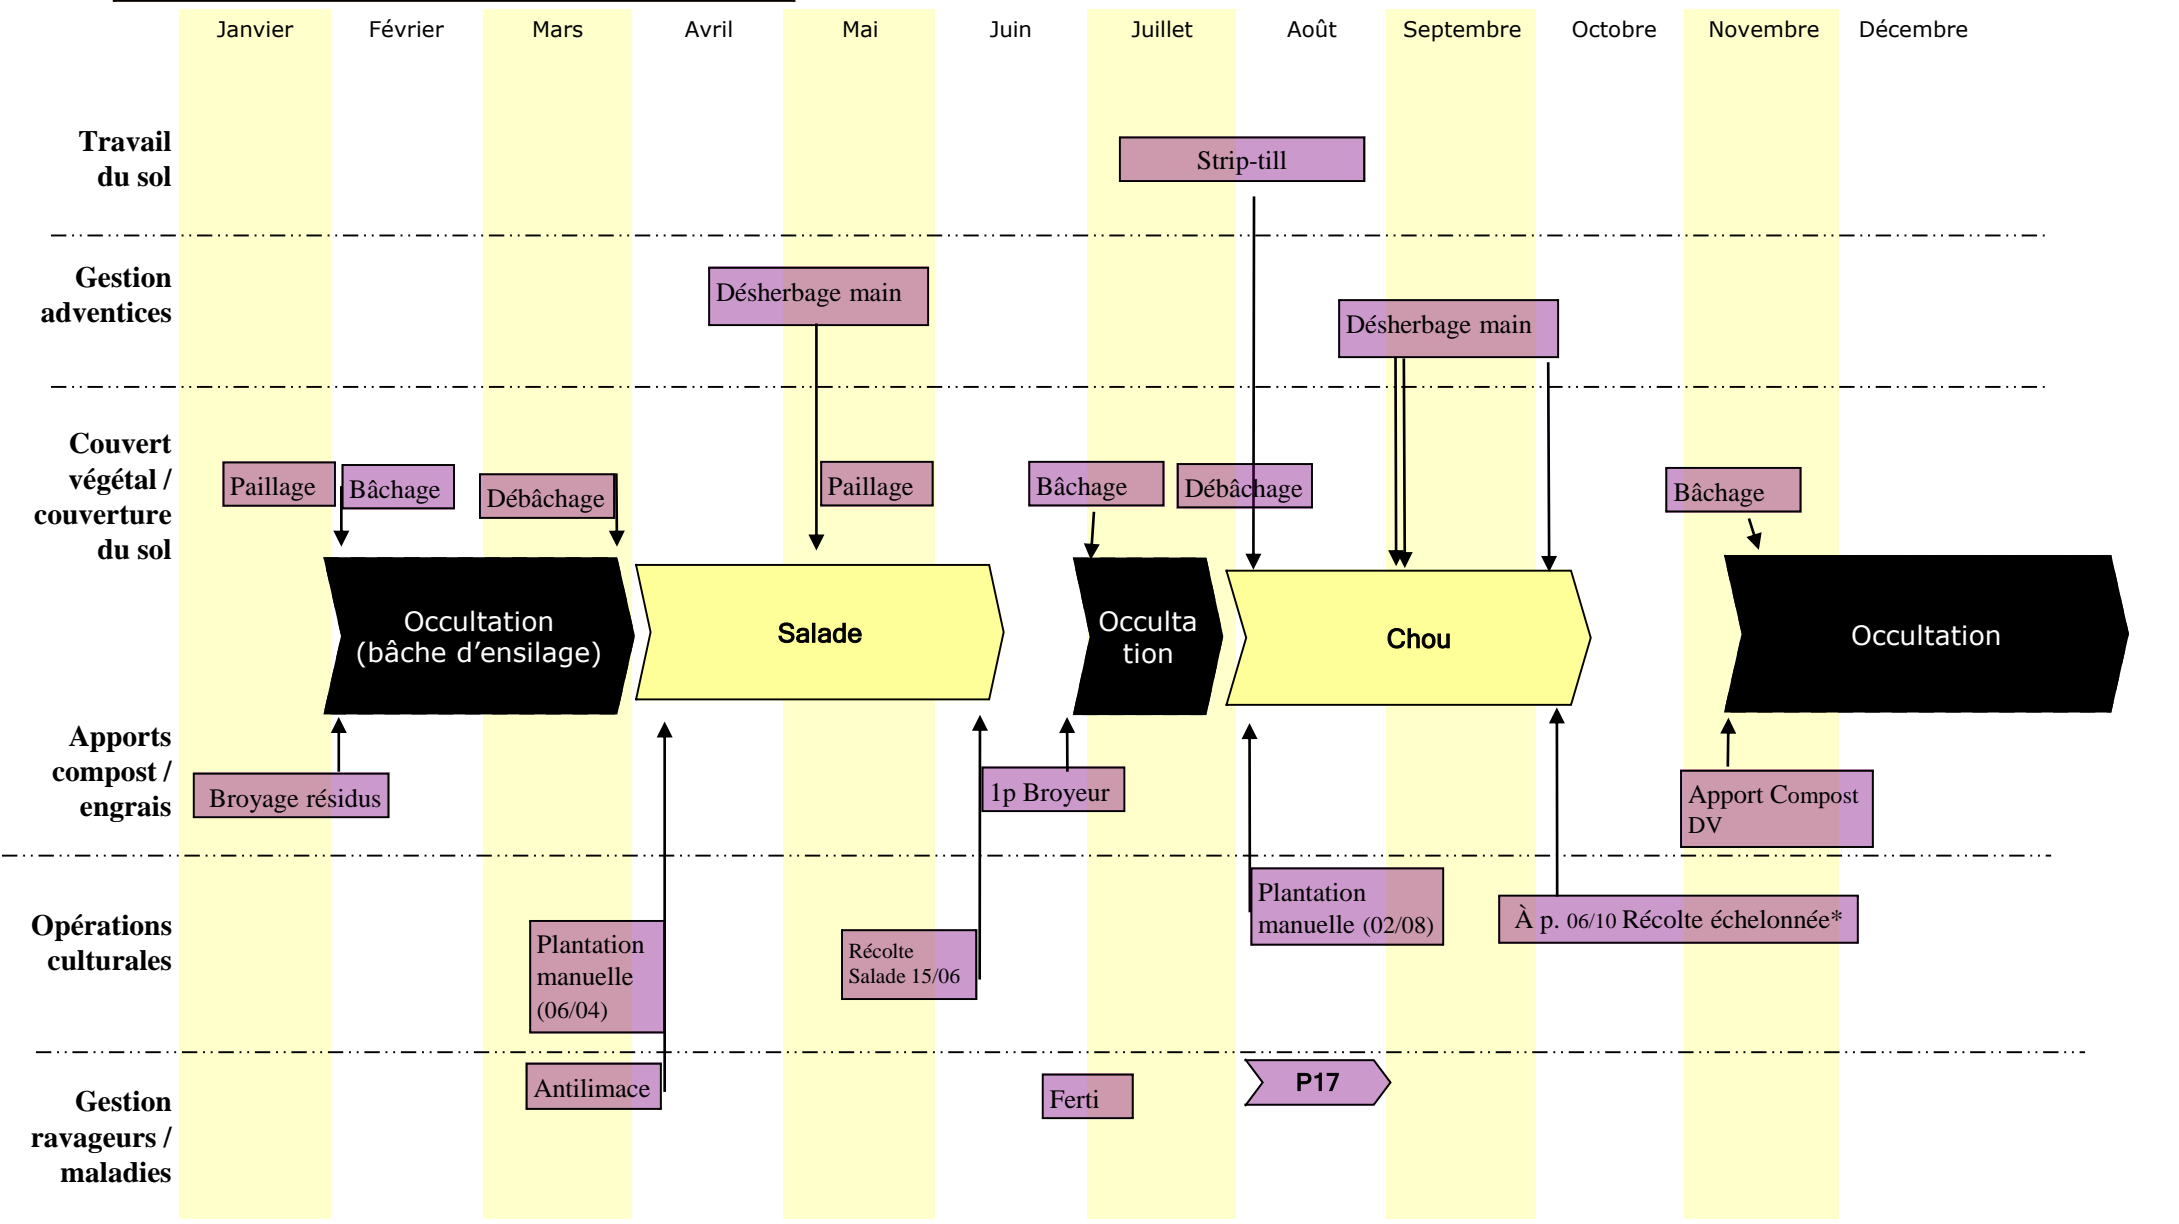 Janvier Février Mars Avril Mai Juin Juillet Août Septembre Octobre Novembre Décembre
Travail
du sol
Strip-till
Gestion
adventices
Désherbage main
Désherbage main
Couvert
végétal /
couverture
du sol
Paillage
Bâchage
Débâchage
Paillage
Bâchage
Débâchage
Bâchage
Occultation
(bâche d’ensilage)
Salade
Occulta
tion
Chou
Occultation
Apports
compost /
engrais
Broyage résidus
1p Broyeur
Apport Compost
DV
Opérations
culturales
Plantation
manuelle
(06/04)
Récolte
Salade 15/06
Plantation
manuelle (02/08)
À p. 06/10 Récolte échelonnée*
Gestion
ravageurs /
maladies
Antilimace
Ferti
P17